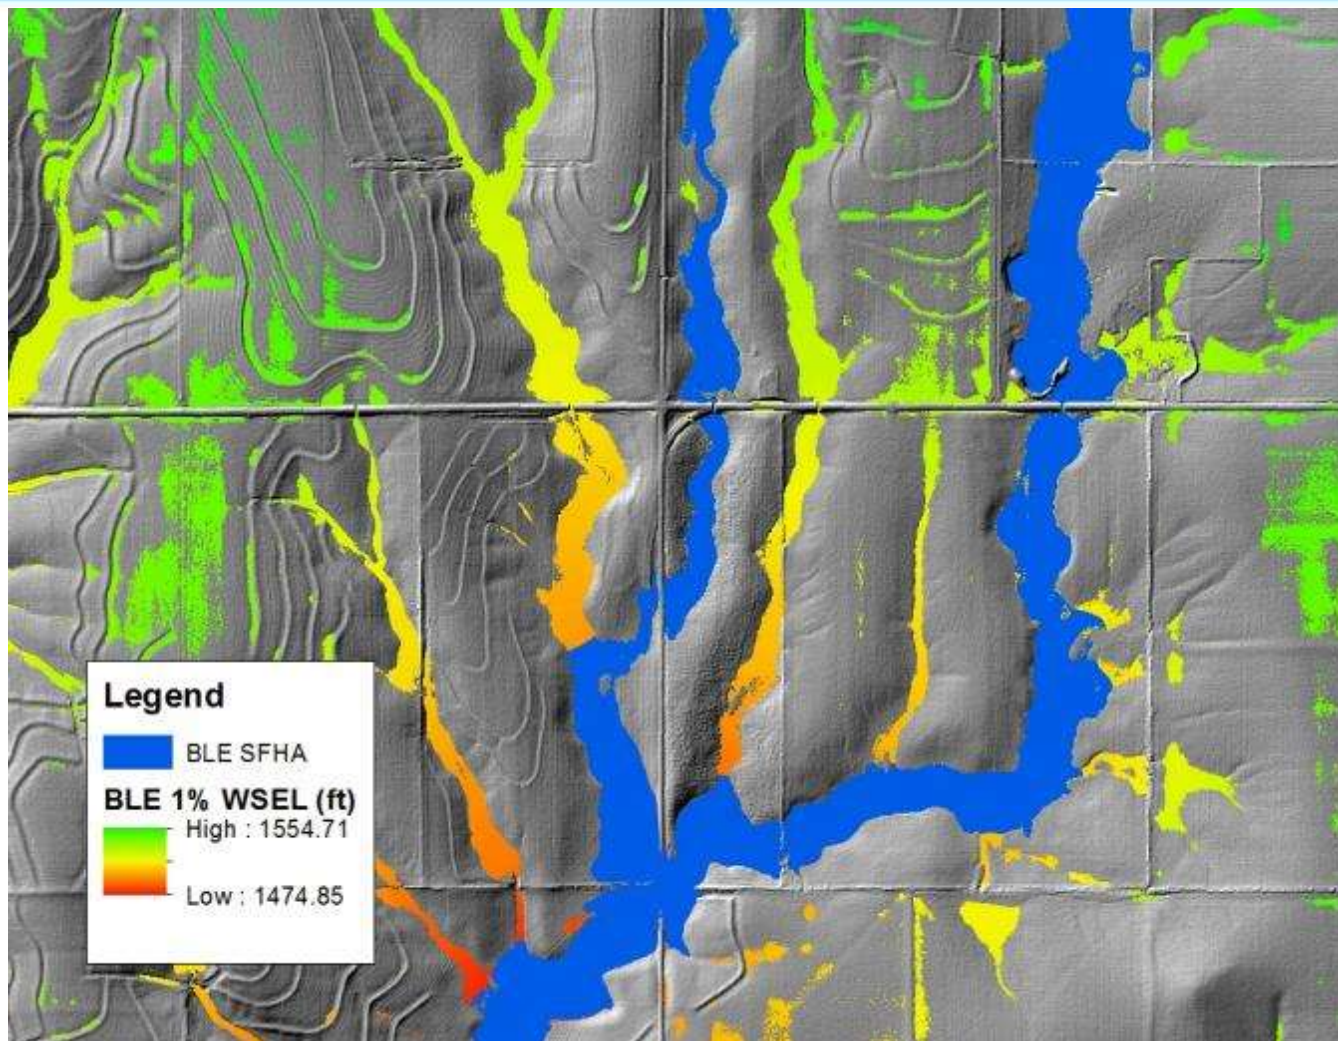 Legend
BLE SFHA
BLE 1% WSEL (ft)
High : 1554.71
Low : 1474.85